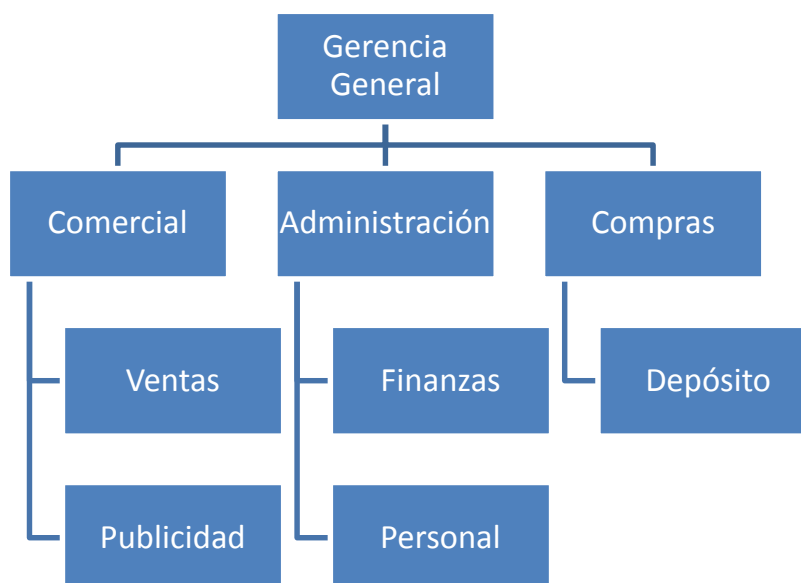 Gerencia
General
Comercial
Administración
Compras
Ventas
Finanzas
Depósito
Publicidad
Personal